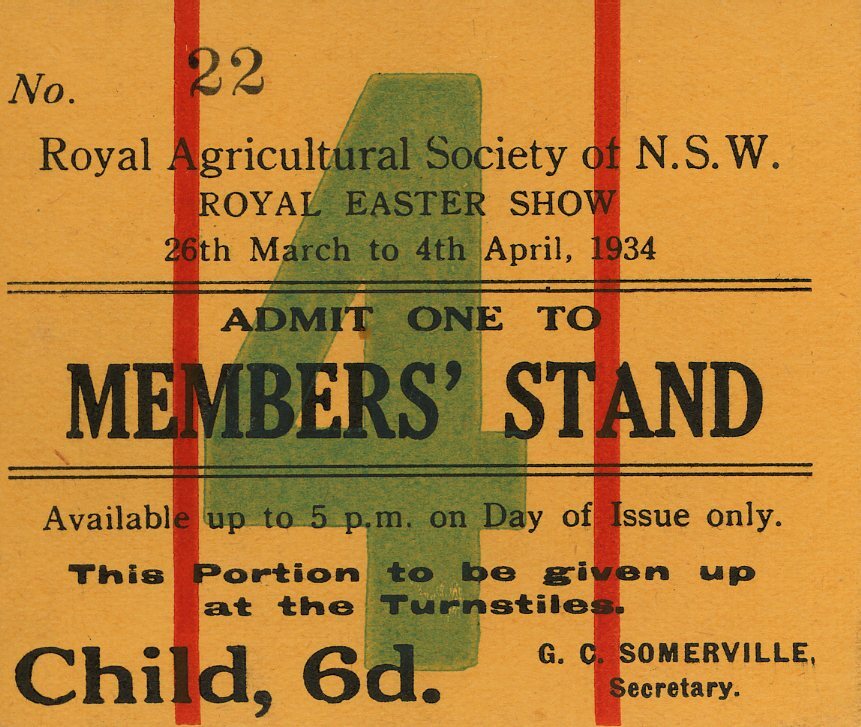 No. 22
Royal Agricultural Society of N.S.W.
ROYAL EASTER SHOW
26th March to 4th April, 1934
ADMIT ONE TO
MEMBERS' STAND
4
Available up to 5 p.m. on Day of Issue only.
This Portion to be given up
at the Turnstiles.
Child, 6d.
G. C. SOMERVILLE,
Secretary.